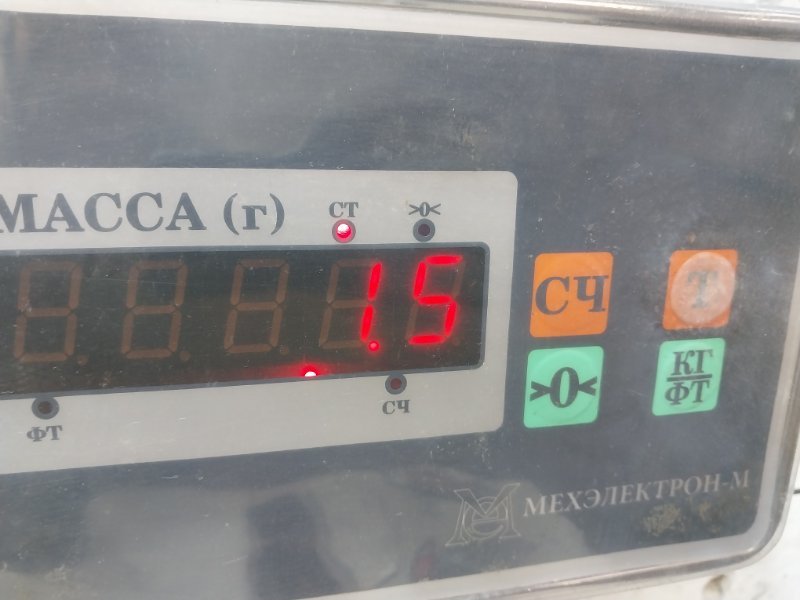 МАССА (г)
СТ
>0<
1.5
ФТ
СЧ
СЧ
Т
>0<
КГ
ФТ
МЕХЭЛЕКТРОН-М